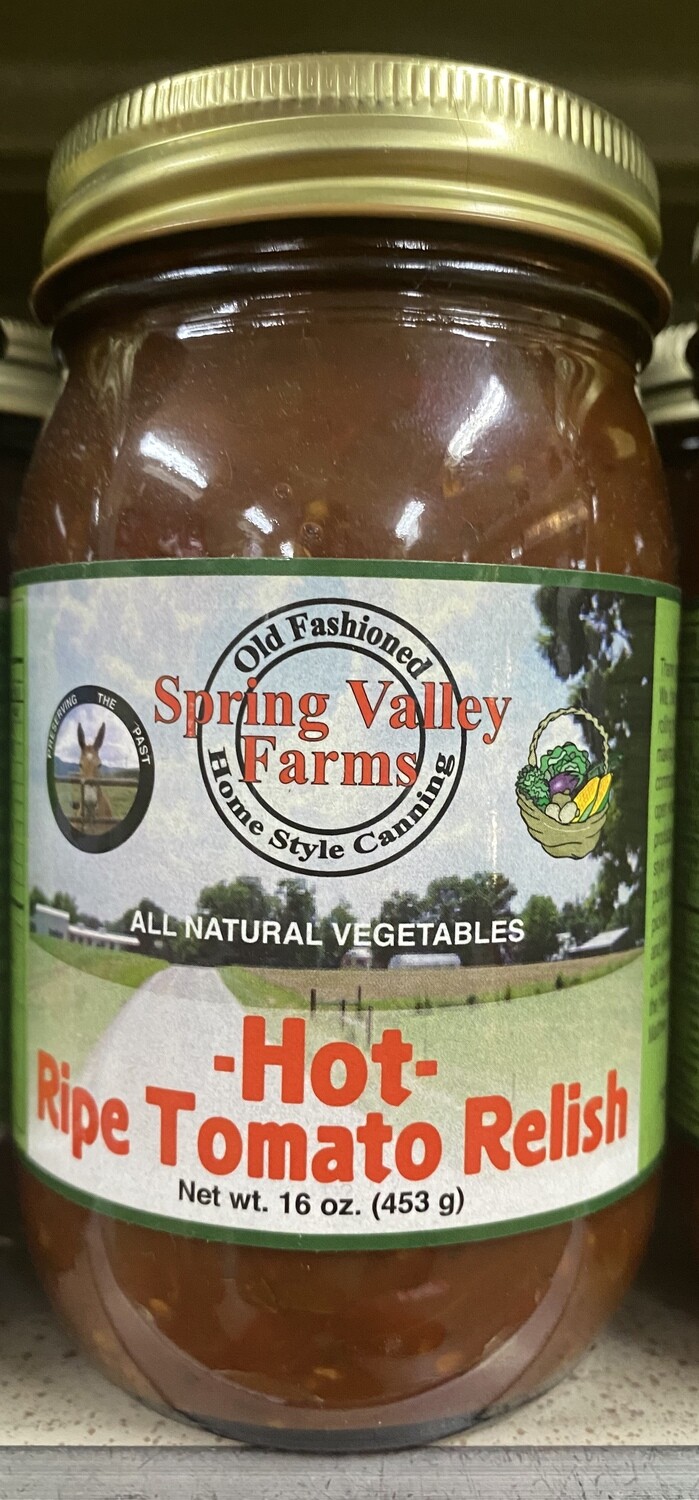 Old Fashioned
Spring Valley
Farms
Home Style Canning
PRESERVING THE PAST
ALL NATURAL VEGETABLES
-Hot-
Ripe Tomato Relish
Net wt. 16 oz. (453 g)